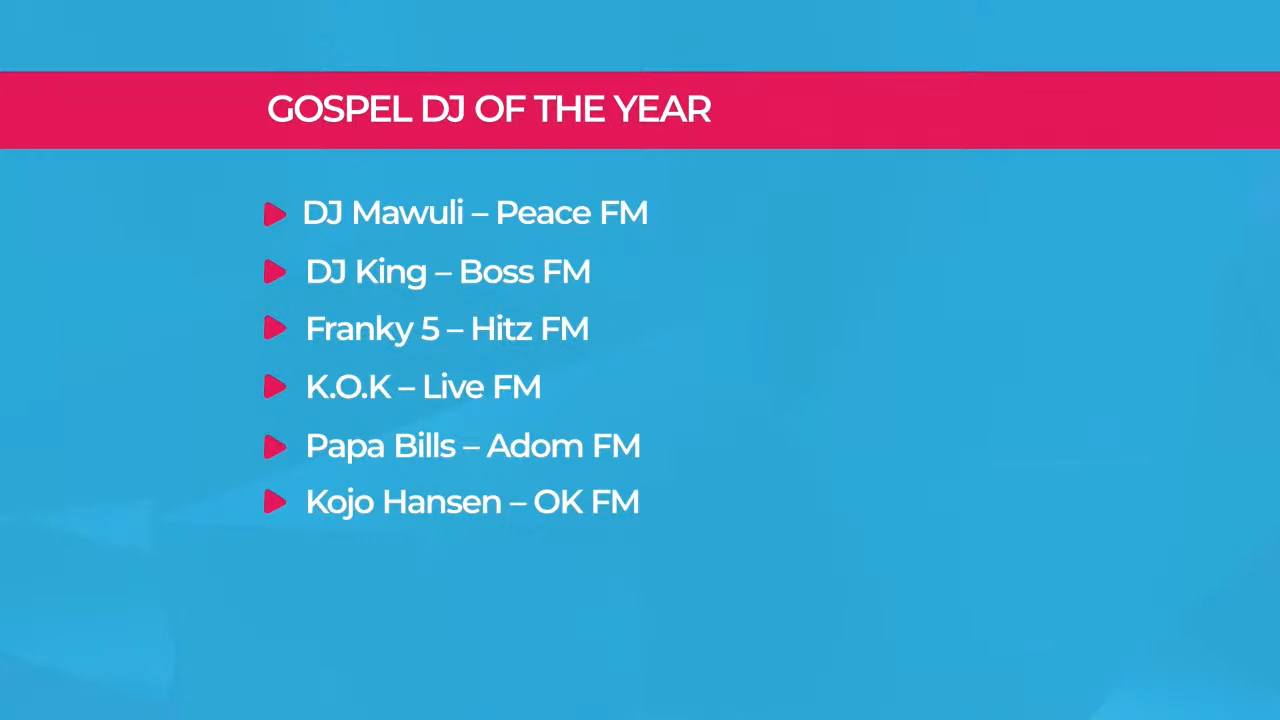 GOSPEL DJ OF THE YEAR
DJ Mawuli – Peace FM
DJ King – Boss FM
Franky 5 – Hitz FM
K.O.K – Live FM
Papa Bills – Adom FM
Kojo Hansen – OK FM